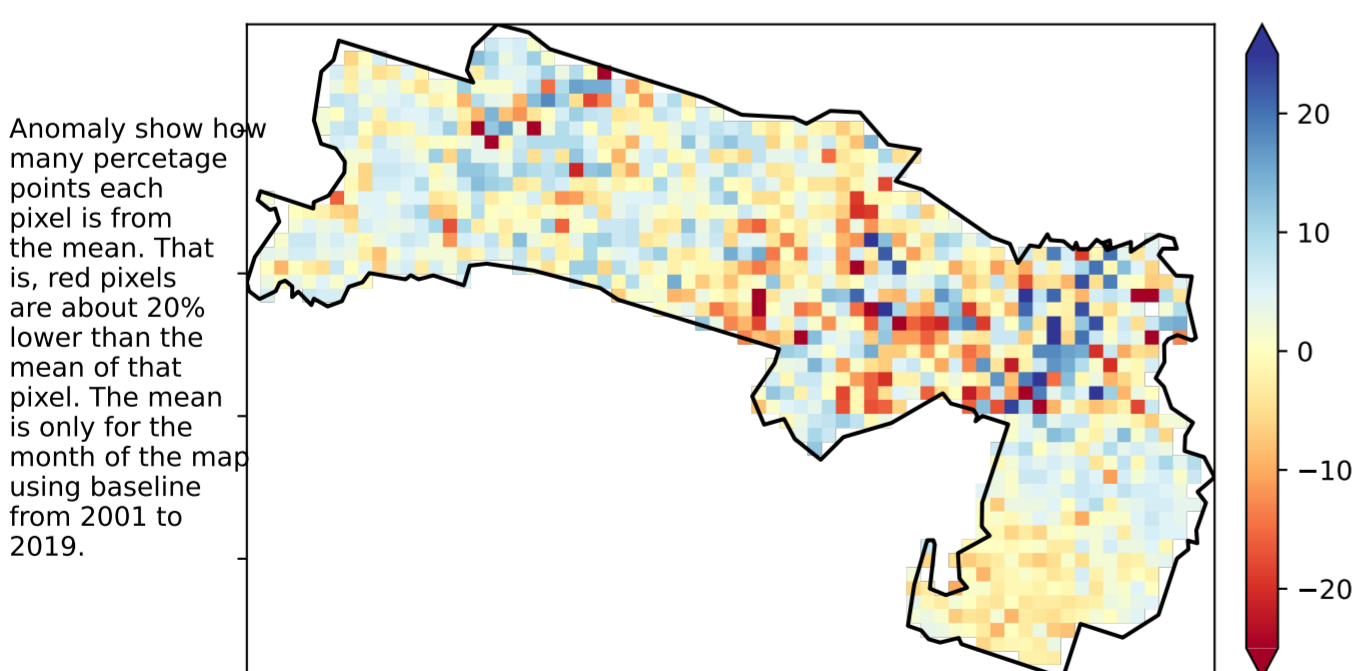 Anomaly show how
many percetage
points each
pixel is from
the mean. That
is, red pixels
are about 20%
lower than the
mean of that
pixel. The mean
is only for the
month of the map
using baseline
from 2001 to
2019.
20
10
0
−10
−20